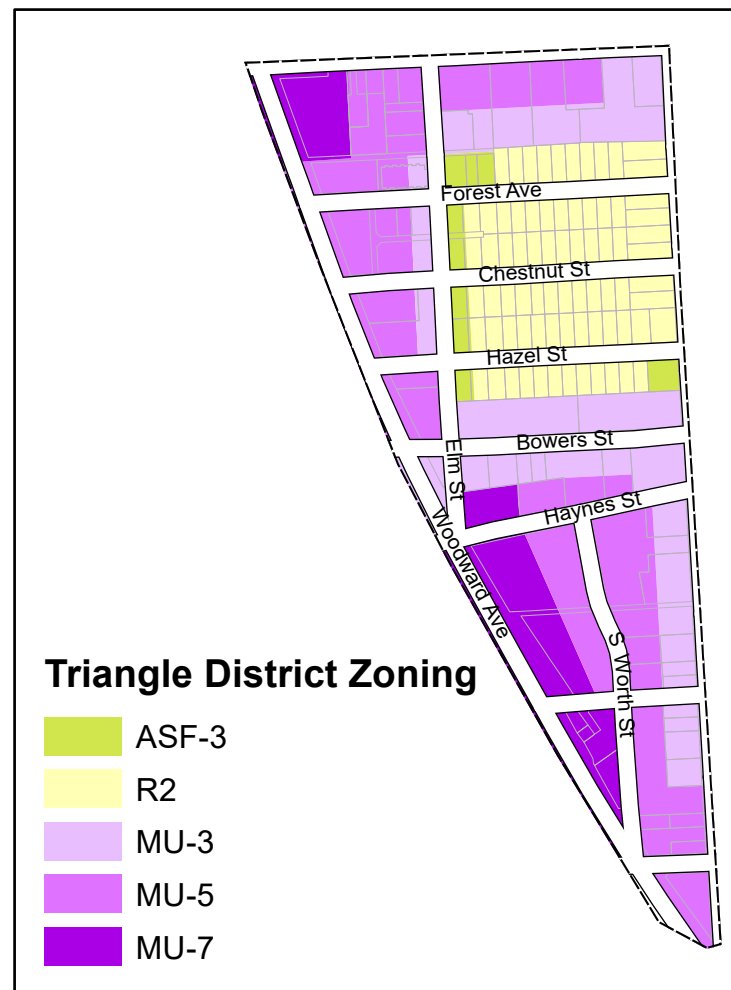 Forest Ave
Chestnut St
Hazel St
Bowers St
Elm St
Haynes St
Woodward Ave
S Worth St
Triangle District Zoning
ASF-3
R2
MU-3
MU-5
MU-7